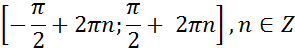 [-π/2 + 2πn; π/2 + 2πn], n ∈ Z